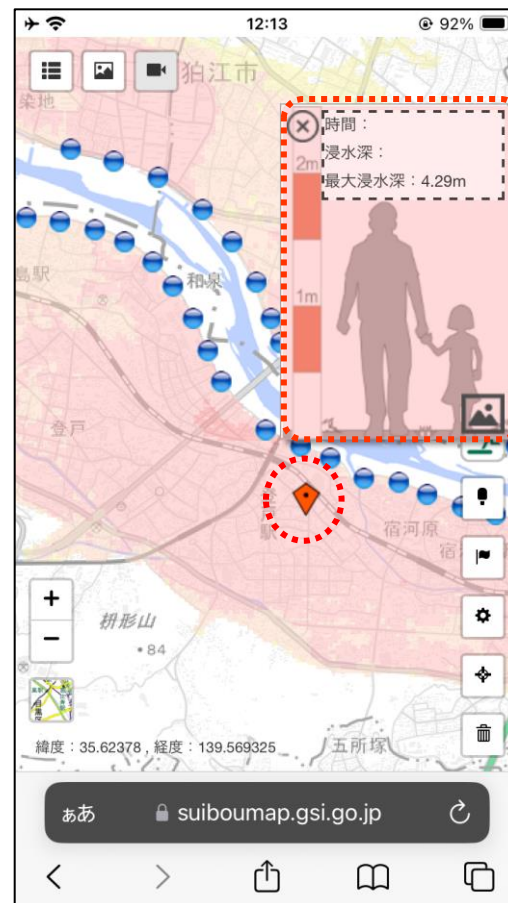 12:13
92%
狛江市
染地
時間：
浸水深：
最大浸水深：4.29m
2m
1m
島駅
和泉
登戸
宿河原
枡形山
•84
五所塚
緯度：35.62378 , 経度：139.569325
ぁあ
suiboumap.gsi.go.jp